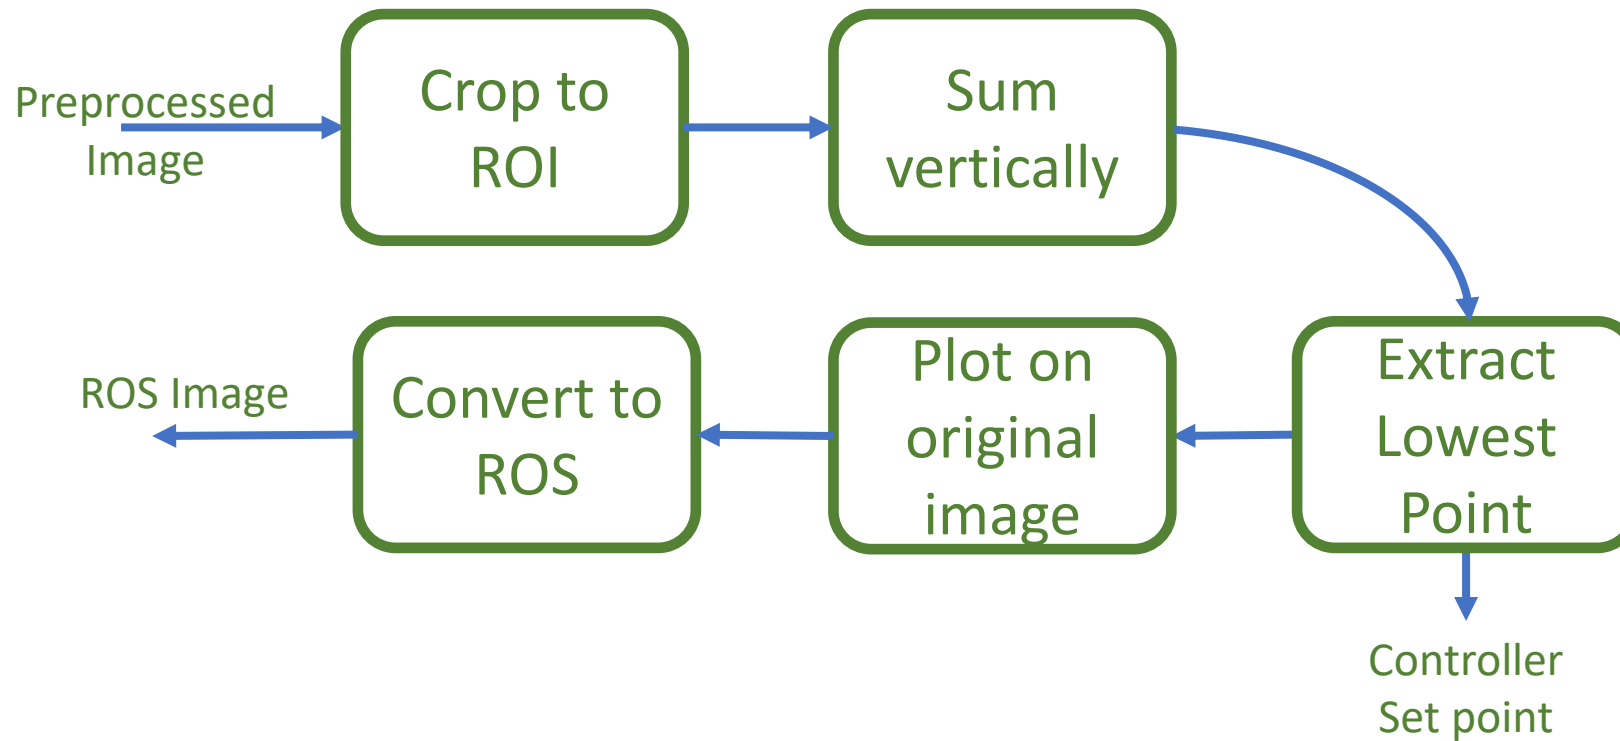 Preprocessed
Image
Crop to
ROI
Sum
vertically
Extract
Lowest
Point
Plot on
original
image
Convert to
ROS
ROS Image
Controller
Set point